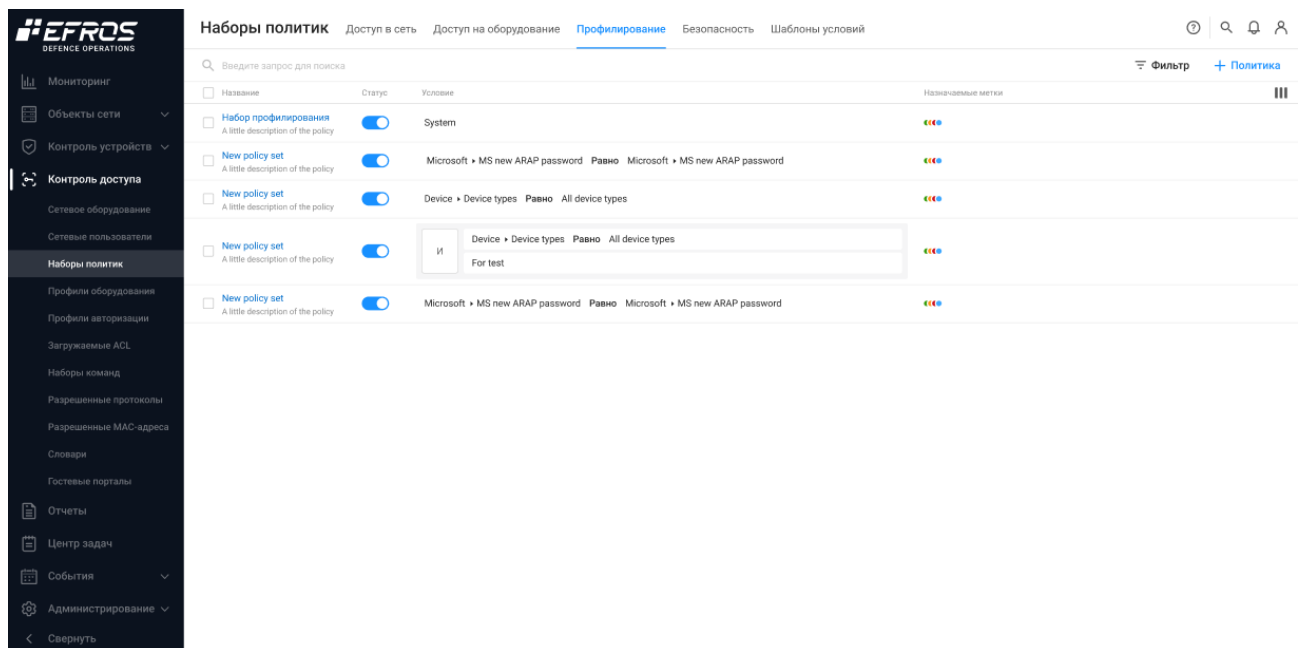 EFROS
DEFENCE OPERATIONS
Мониторинг
Объекты сети
Контроль устройств
Контроль доступа
Сетевое оборудование
Сетевые пользователи
Наборы политик
Профили оборудования
Профили авторизации
Загружаемые ACL
Наборы команд
Разрешенные протоколы
Разрешенные MAC-адреса
Словари
Гостевые порталы
Отчеты
Центр задач
События
Администрирование
Свернуть
Наборы политик Доступ в сеть Доступ на оборудование Профилирование Безопасность Шаблоны условий
Введите запрос для поиска Фильтр + Политика
Название Статус Условие Назначаемые метки
Набор профилирования
A little description of the policy
System
New policy set
A little description of the policy
Microsoft ▸ MS new ARAP password Равно Microsoft ▸ MS new ARAP password
New policy set
A little description of the policy
Device ▸ Device types Равно All device types
New policy set
A little description of the policy
И
Device ▸ Device types Равно All device types
For test
New policy set
A little description of the policy
Microsoft ▸ MS new ARAP password Равно Microsoft ▸ MS new ARAP password